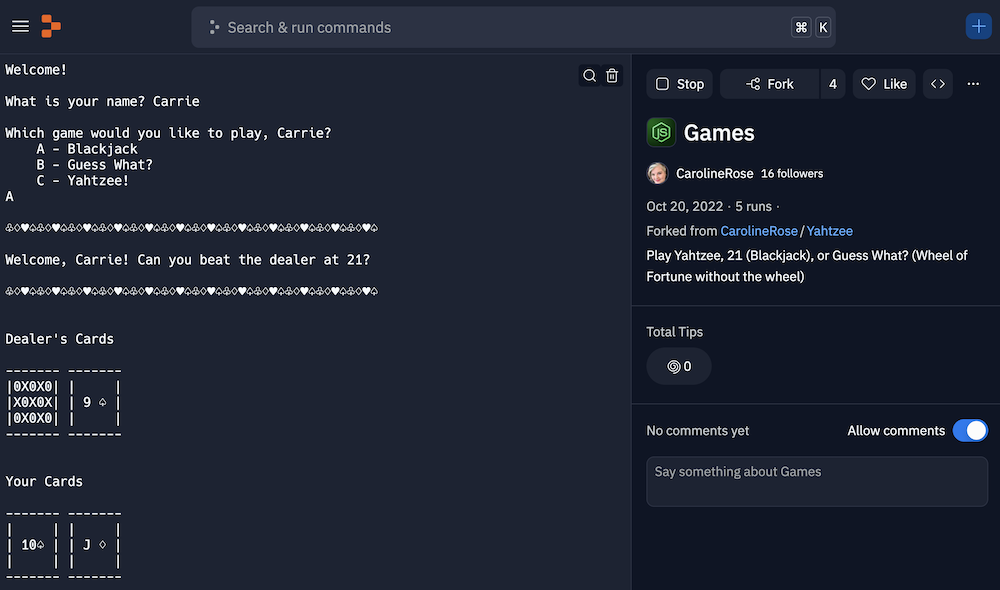 Search & run commands
⌘ K
Welcome!
What is your name? Carrie
Which game would you like to play, Carrie?
A - Blackjack
B - Guess What?
C - Yahtzee!
A
♧♢♥♤♧♢♥♤♧♢♥♤♧♢♥♤♧♢♥♤♧♢♥♤♧♢♥♤♧♢♥♤♧♢♥♤♧♢♥♤♧♢♥♤♧♢♥♤
Welcome, Carrie! Can you beat the dealer at 21?
♧♢♥♤♧♢♥♤♧♢♥♤♧♢♥♤♧♢♥♤♧♢♥♤♧♢♥♤♧♢♥♤♧♢♥♤♧♢♥♤♧♢♥♤♧♢♥♤
Dealer's Cards
------- -------
|0X0X0| |     |
|X0X0X| | 9 ♤ |
|0X0X0| |     |
------- -------
Your Cards
------- -------
|     | |     |
| 10♤ | | J ♢ |
|     | |     |
------- -------
Stop
Fork 4
Like
<> ...
JS Games
CarolineRose 16 followers
Oct 20, 2022 · 5 runs ·
Forked from CarolineRose/Yahtzee
Play Yahtzee, 21 (Blackjack), or Guess What? (Wheel of
Fortune without the wheel)
Total Tips
0
No comments yet
Allow comments
Say something about Games